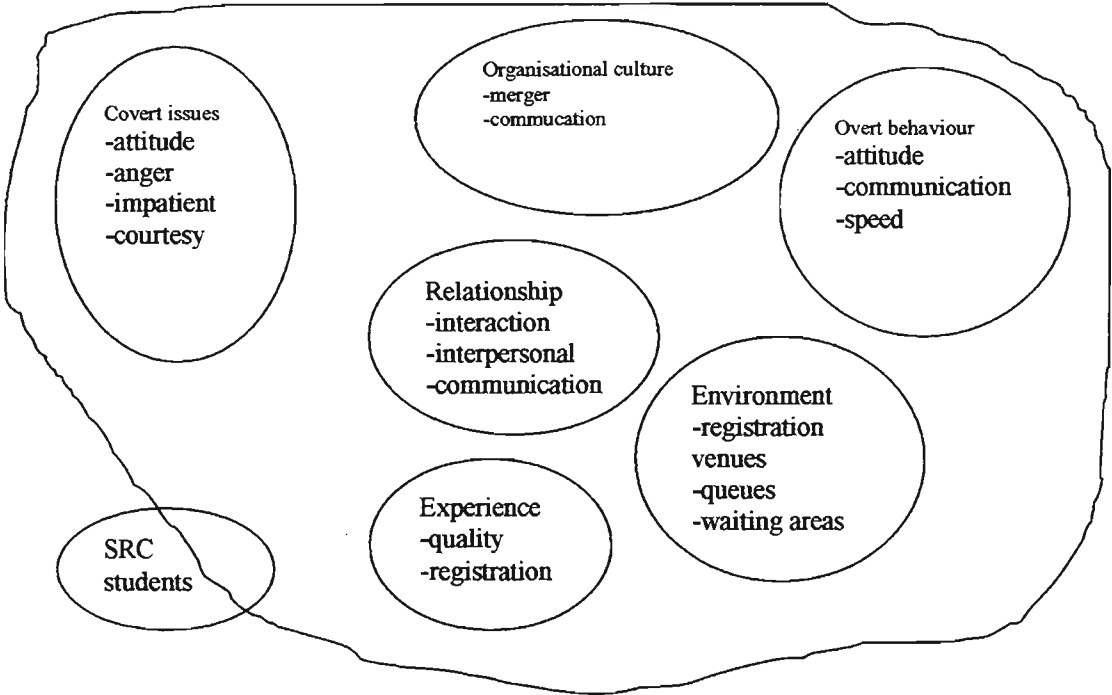 Covert issues
-attitude
-anger
-impatient
-courtesy
Organisational culture
-merger
-commucation
Overt behaviour
-attitude
-communication
-speed
Relationship
-interaction
-interpersonal
-communication
Environment
-registration
venues
-queues
-waiting areas
Experience
-quality
-registration
SRC
students